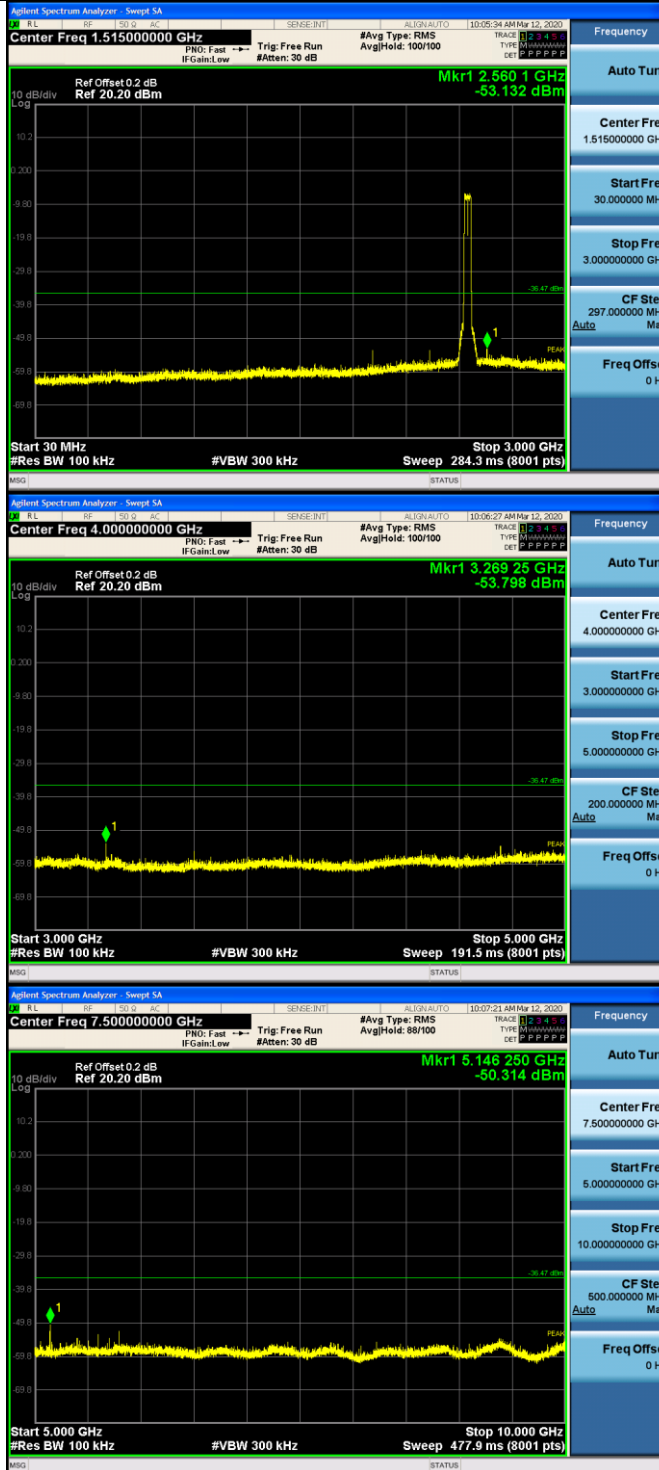 Agilent Spectrum Analyzer - Swept SA
RL RF 50 Ω AC SENSE:INT ALIGNAUTO 10:05:34 AM Mar 12, 2020
Center Freq 1.515000000 GHz
PNO: Fast
IFGain:Low
Trig: Free Run
#Atten: 30 dB
#Avg Type: RMS
Avg|Hold: 100/100
TRACE 1 2 3 4 5 6
TYPE M
DET P P P P P P
Frequency
Ref Offset 0.2 dB
Ref 20.20 dBm
10 dB/div
Log
Mkr1 2.560 1 GHz
-53.132 dBm
10.2
0.200
-9.80
-19.8
-29.8
-39.8
-49.8
-59.8
-69.8
-36.47 dBm
1
PEAK
Start 30 MHz
Stop 3.000 GHz
#Res BW 100 kHz
#VBW 300 kHz
Sweep 284.3 ms (8001 pts)
MSG
STATUS
Auto Tun
Center Fre
1.515000000 GH
Start Fre
30.000000 MH
Stop Fre
3.000000000 GH
CF Ste
297.000000 MH
Auto Ma
Freq Offse
0 H
Agilent Spectrum Analyzer - Swept SA
RL RF 50 Ω AC SENSE:INT ALIGNAUTO 10:06:27 AM Mar 12, 2020
Center Freq 4.000000000 GHz
PNO: Fast
IFGain:Low
Trig: Free Run
#Atten: 30 dB
#Avg Type: RMS
Avg|Hold: 100/100
TRACE 1 2 3 4 5 6
TYPE M
DET P P P P P P
Frequency
Ref Offset 0.2 dB
Ref 20.20 dBm
10 dB/div
Log
Mkr1 3.269 25 GHz
-53.798 dBm
10.2
0.200
-9.80
-19.8
-29.8
-39.8
-49.8
-59.8
-69.8
-36.47 dBm
1
PEAK
Start 3.000 GHz
Stop 5.000 GHz
#Res BW 100 kHz
#VBW 300 kHz
Sweep 191.5 ms (8001 pts)
MSG
STATUS
Auto Tun
Center Fre
4.000000000 GH
Start Fre
3.000000000 GH
Stop Fre
5.000000000 GH
CF Ste
200.000000 MH
Auto Ma
Freq Offse
0 H
Agilent Spectrum Analyzer - Swept SA
RL RF 50 Ω AC SENSE:INT ALIGNAUTO 10:07:21 AM Mar 12, 2020
Center Freq 7.500000000 GHz
PNO: Fast
IFGain:Low
Trig: Free Run
#Atten: 30 dB
#Avg Type: RMS
Avg|Hold: 88/100
TRACE 1 2 3 4 5 6
TYPE M
DET P P P P P P
Frequency
Ref Offset 0.2 dB
Ref 20.20 dBm
10 dB/div
Log
Mkr1 5.146 250 GHz
-50.314 dBm
10.2
0.200
-9.80
-19.8
-29.8
-39.8
-49.8
-59.8
-69.8
-36.47 dBm
1
PEAK
Start 5.000 GHz
Stop 10.000 GHz
#Res BW 100 kHz
#VBW 300 kHz
Sweep 477.9 ms (8001 pts)
MSG
STATUS
Auto Tun
Center Fre
7.500000000 GH
Start Fre
5.000000000 GH
Stop Fre
10.000000000 GH
CF Ste
500.000000 MH
Auto Ma
Freq Offse
0 H